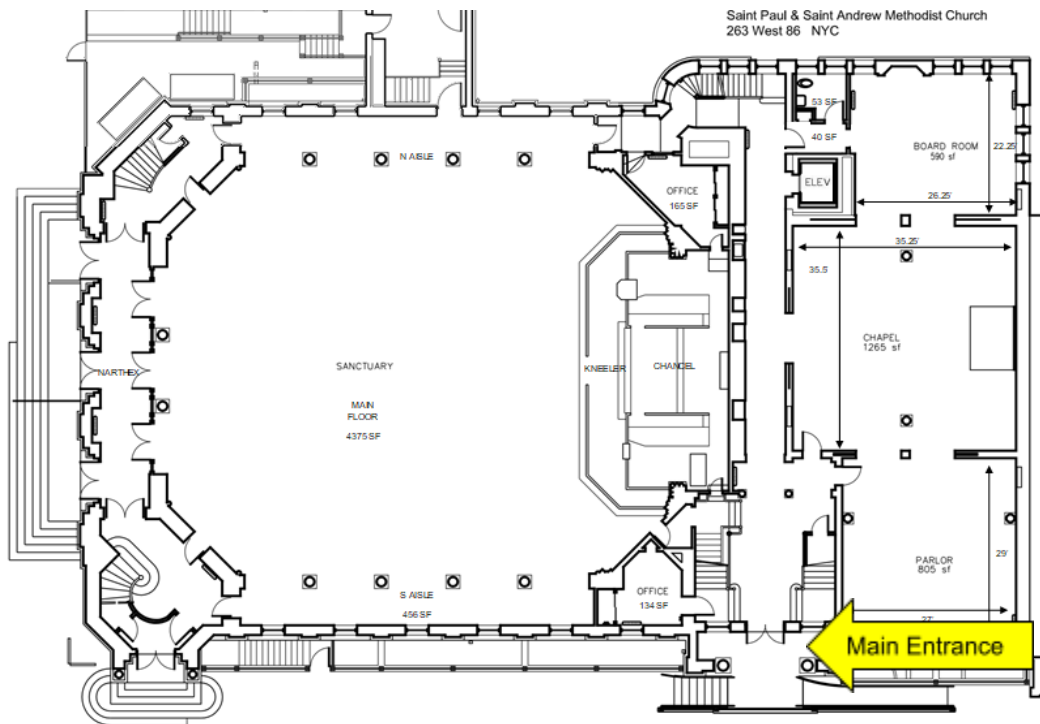 Saint Paul & Saint Andrew Methodist Church
263 West 86 NYC
53 SF
40 SF
BOARD ROOM
590 sf
22.25'
26.25'
ELEV
N AISLE
OFFICE
165 SF
35.25'
35.5'
CHAPEL
1265 sf
NARTHEX
SANCTUARY
MAIN
FLOOR
4375 SF
KNEELER
CHANCEL
PARLOR
805 sf
29'
27'
S AISLE
456 SF
OFFICE
134 SF
Main Entrance